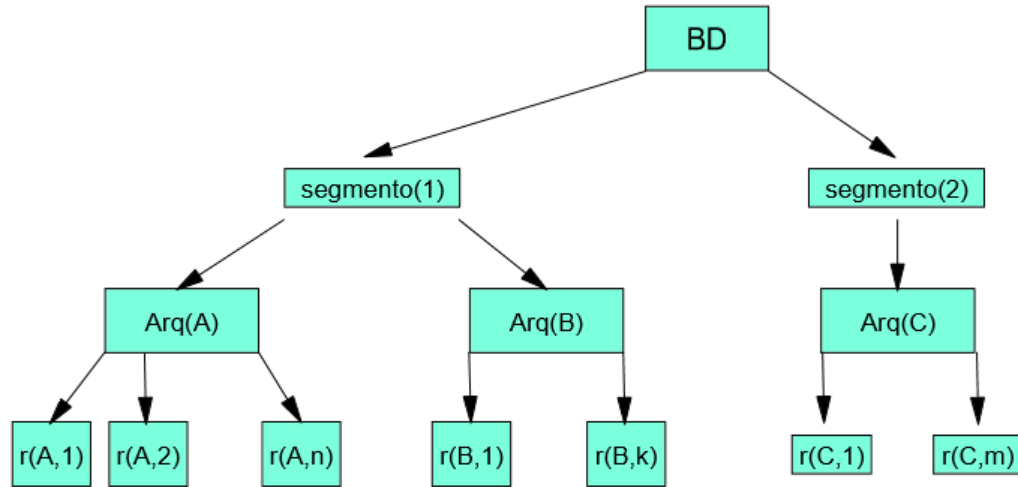 BD
segmento(1)
segmento(2)
Arq(A)
Arq(B)
Arq(C)
r(A,1)
r(A,2)
r(A,n)
r(B,1)
r(B,k)
r(C,1)
r(C,m)